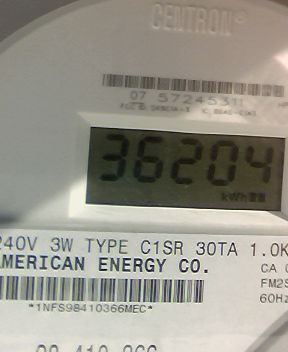 CENTRON®
07 57245311
36204
kWh
240V 3W TYPE C1SR 30TA 1.0K
AMERICAN ENERGY CO.
CA
FM2S
60Hz
*1NFS98410366MEC*